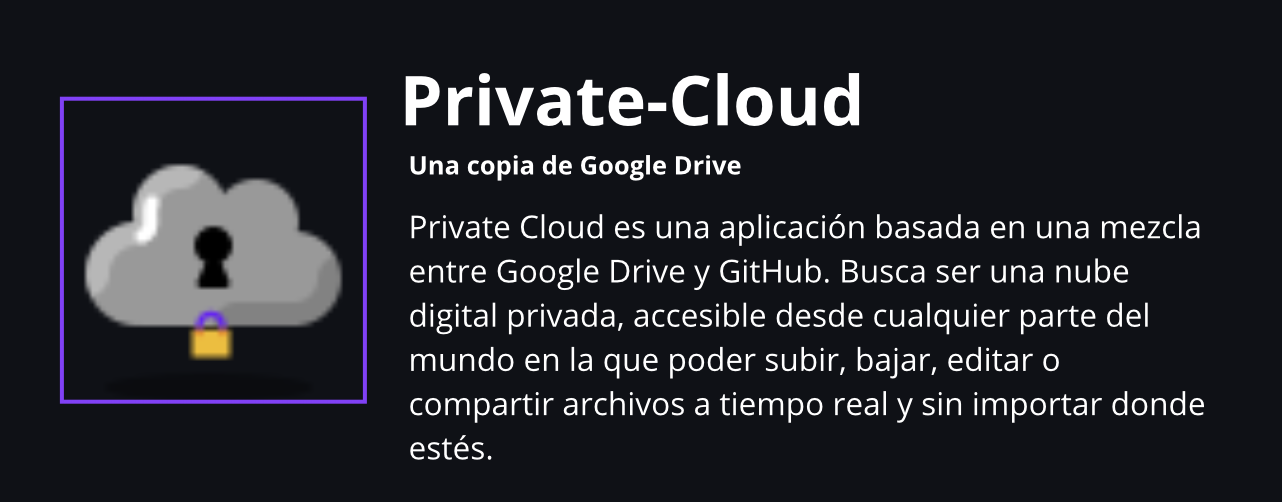 Private-Cloud
Una copia de Google Drive
Private Cloud es una aplicación basada en una mezcla
entre Google Drive y GitHub. Busca ser una nube
digital privada, accesible desde cualquier parte del
mundo en la que poder subir, bajar, editar o
compartir archivos a tiempo real y sin importar donde
estés.